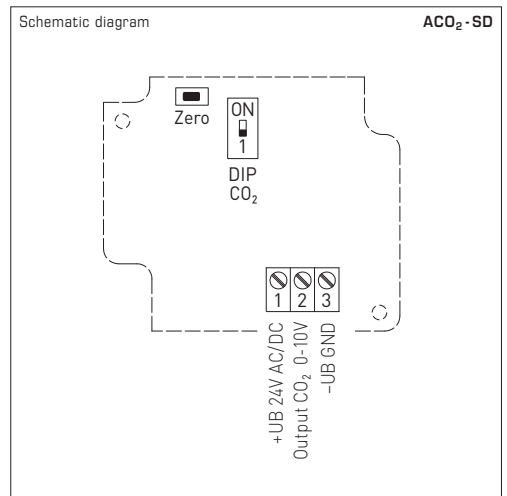 Schematic diagram ACO₂-SD
Zero
ON
1
DIP
CO₂
1 2 3
+UB 24V AC/DC
Output CO₂ 0-10V
-UB GND